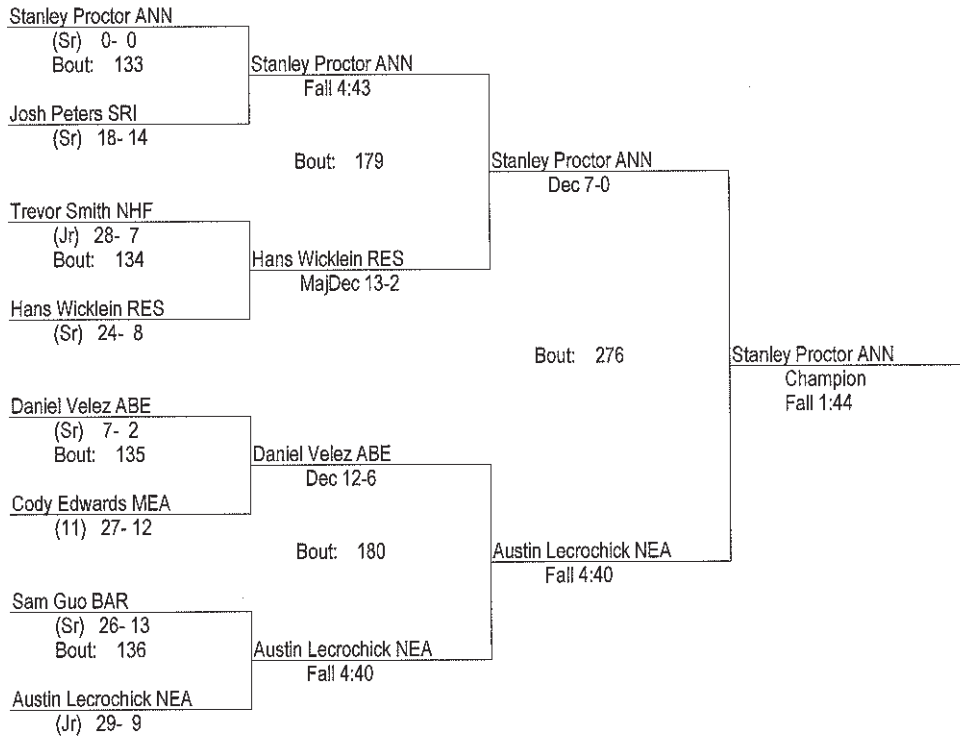 Stanley Proctor ANN
(Sr) 0- 0
Bout: 133
Josh Peters SRI
(Sr) 18- 14
Trevor Smith NHF
(Jr) 28- 7
Bout: 134
Hans Wicklein RES
(Sr) 24- 8
Daniel Velez ABE
(Sr) 7- 2
Bout: 135
Cody Edwards MEA
(11) 27- 12
Sam Guo BAR
(Sr) 26- 13
Bout: 136
Austin Lecrochick NEA
(Jr) 29- 9
Stanley Proctor ANN
Fall 4:43
Bout: 179
Hans Wicklein RES
MajDec 13-2
Daniel Velez ABE
Dec 12-6
Bout: 180
Austin Lecrochick NEA
Fall 4:40
Stanley Proctor ANN
Dec 7-0
Bout: 276
Austin Lecrochick NEA
Fall 4:40
Stanley Proctor ANN
Champion
Fall 1:44